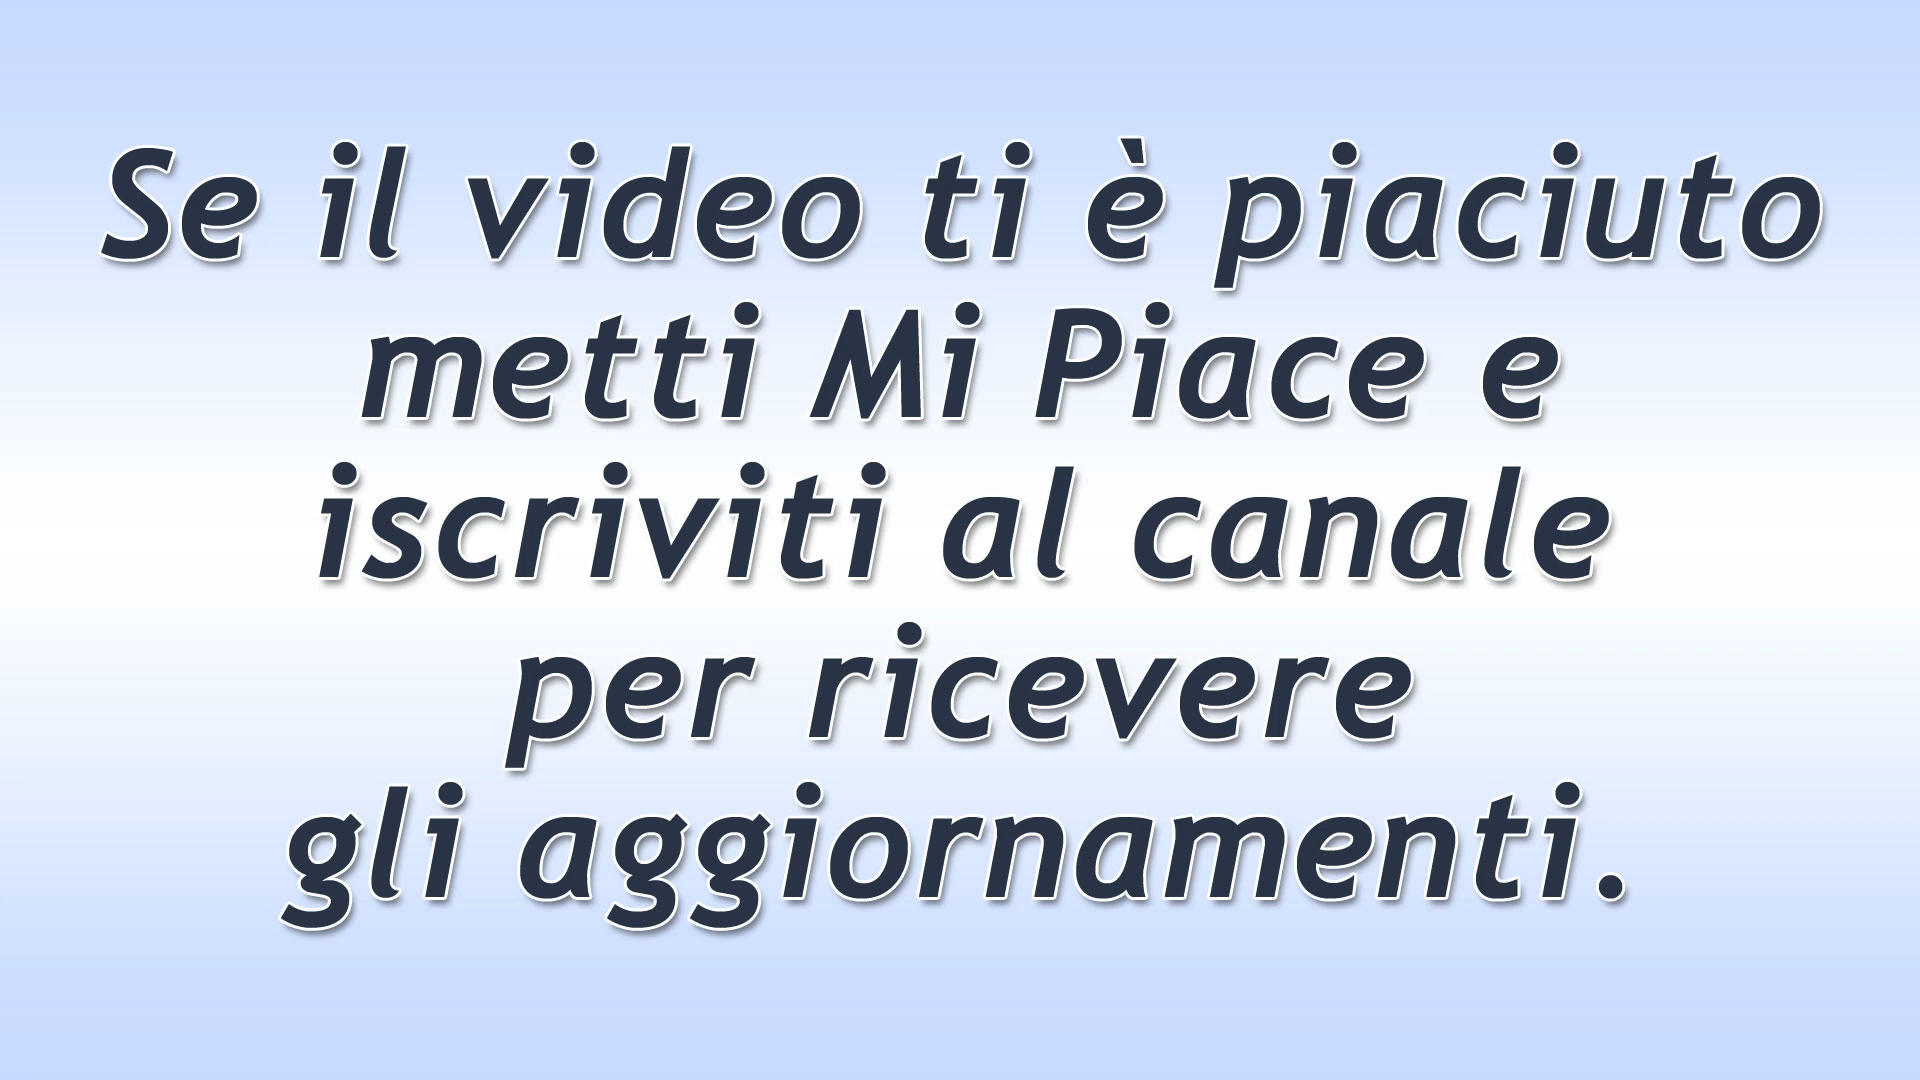 Se il video ti è piaciuto
metti Mi Piace e
iscriviti al canale
per ricevere
gli aggiornamenti.